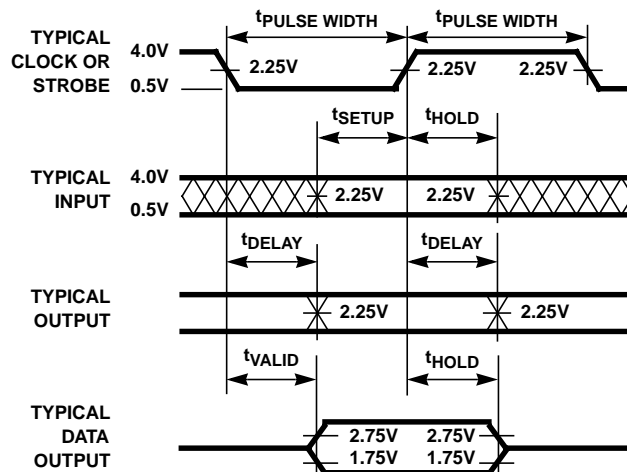 tPULSE WIDTH tPULSE WIDTH
TYPICAL
CLOCK OR
STROBE
4.0V
0.5V
2.25V 2.25V 2.25V
tSETUP tHOLD
TYPICAL
INPUT
4.0V
0.5V
2.25V 2.25V
tDELAY tDELAY
TYPICAL
OUTPUT
2.25V 2.25V
tVALID tHOLD
TYPICAL
DATA
OUTPUT
2.75V 2.75V
1.75V 1.75V